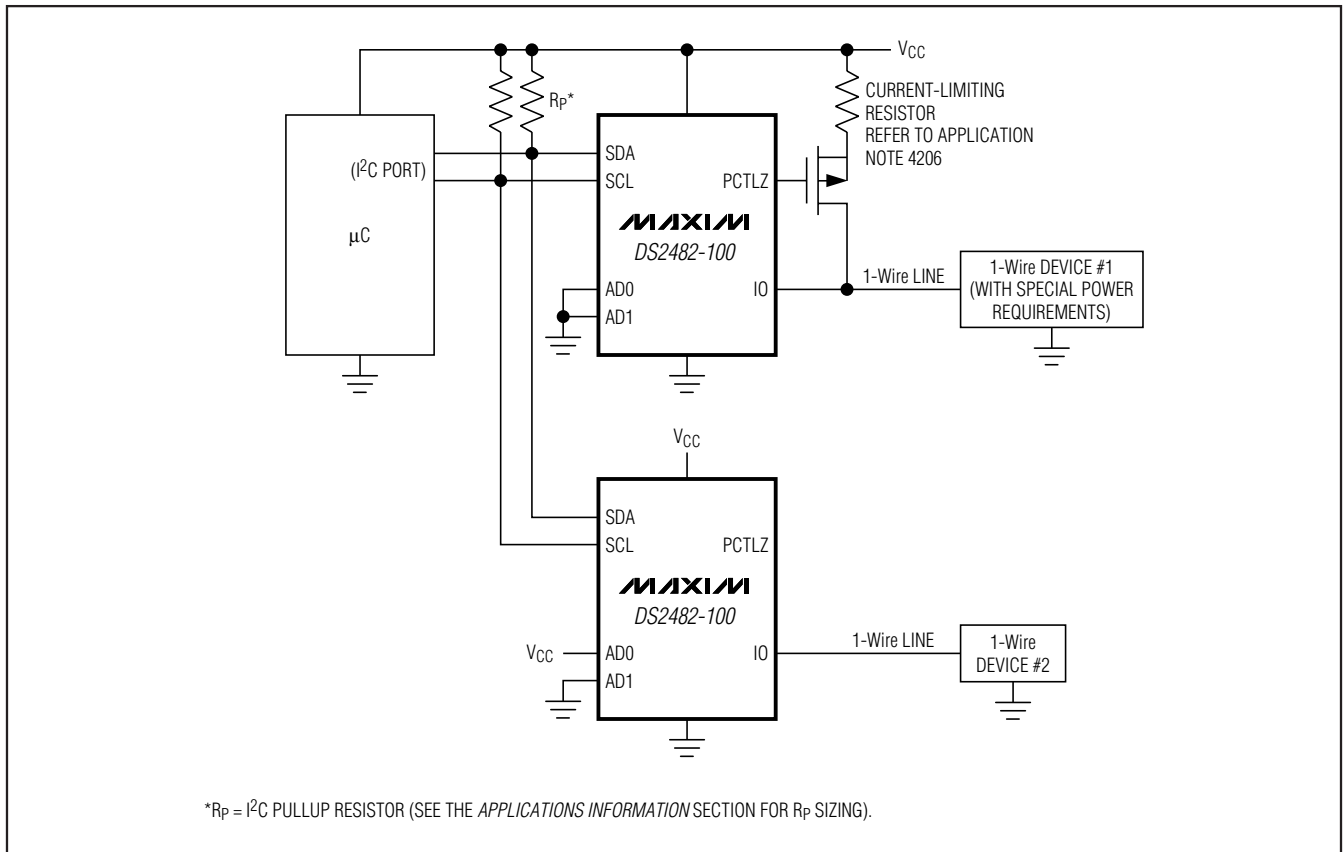 VCC
RP*
CURRENT-LIMITING
RESISTOR
REFER TO APPLICATION
NOTE 4206
(I2C PORT)
μC
SDA
SCL
PCTLZ
MAXIM
DS2482-100
AD0
AD1
IO
1-Wire LINE
1-Wire DEVICE #1
(WITH SPECIAL POWER
REQUIREMENTS)
VCC
SDA
SCL
PCTLZ
MAXIM
DS2482-100
VCC
AD0
AD1
IO
1-Wire LINE
1-Wire
DEVICE #2
*RP = I2C PULLUP RESISTOR (SEE THE APPLICATIONS INFORMATION SECTION FOR RP SIZING).